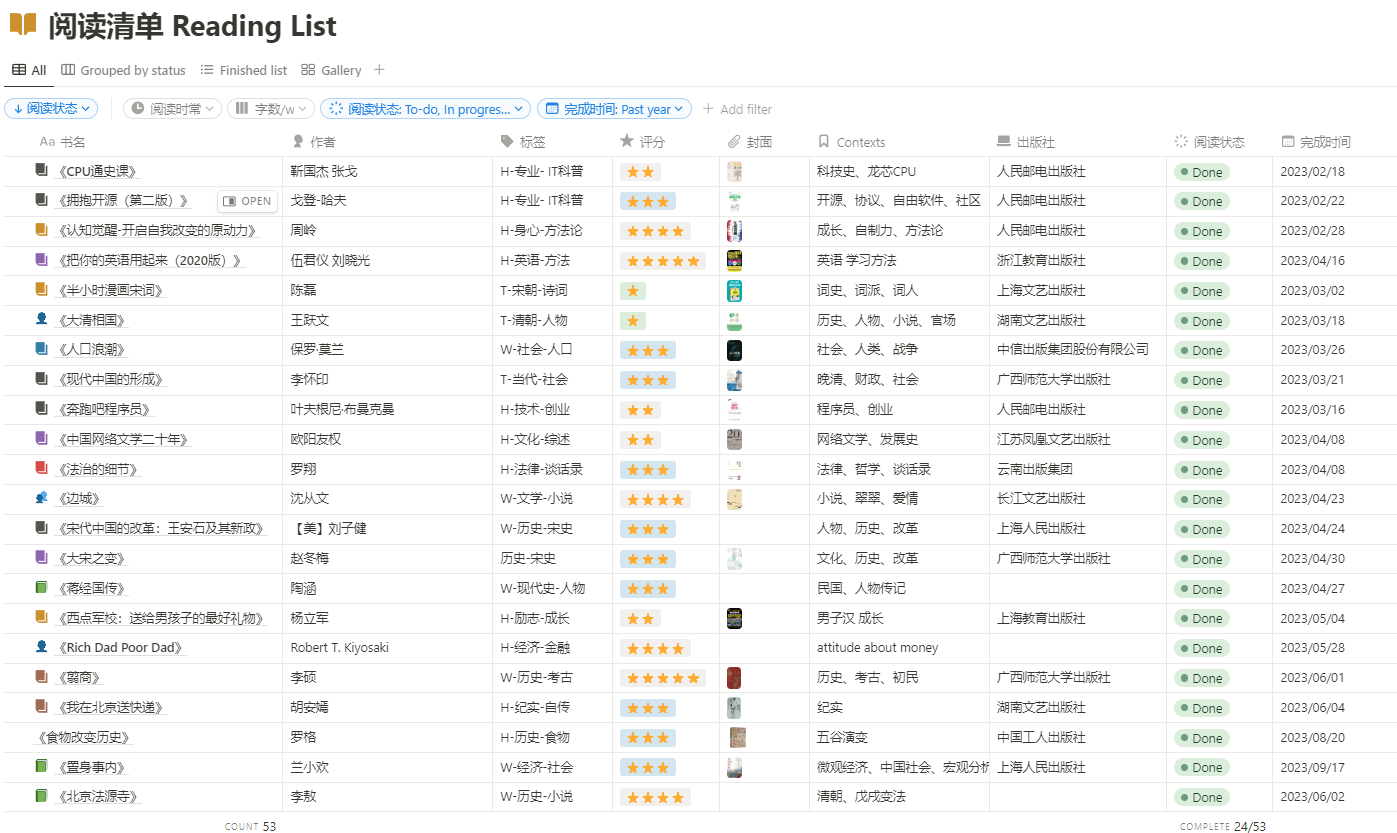 阅读清单 Reading List
All Grouped by status Finished list Gallery
阅读状态 阅读时常 字数/w 阅读状态: To-do, In progres... 完成时间: Past year Add filter
Aa 书名 作者 标签 评分 封面 Contexts 出版社 阅读状态 完成时间
《CPU通史课》 靳国杰 张戈 H-专业- IT科普 科技史、龙芯CPU 人民邮电出版社 Done 2023/02/18
《拥抱开源（第二版）》 OPEN 戈登-哈夫 H-专业- IT科普 开源、协议、自由软件、社区 人民邮电出版社 Done 2023/02/22
《认知觉醒-开启自我改变的原动力》 周岭 H-身心-方法论 成长、自制力、方法论 人民邮电出版社 Done 2023/02/28
《把你的英语用起来（2020版）》 伍君仪 刘晓光 H-英语-方法 英语 学习方法 浙江教育出版社 Done 2023/04/16
《半小时漫画宋词》 陈磊 T-宋朝-诗词 词史、词派、词人 上海文艺出版社 Done 2023/03/02
《大清相国》 王跃文 T-清朝-人物 历史、人物、小说、官场 湖南文艺出版社 Done 2023/03/18
《人口浪潮》 保罗·莫兰 W-社会-人口 社会、人类、战争 中信出版集团股份有限公司 Done 2023/03/26
《现代中国的形成》 李怀印 T-当代-社会 晚清、财政、社会 广西师范大学出版社 Done 2023/03/21
《奔跑吧程序员》 叶夫根尼·布曼克曼 H-技术-创业 程序员、创业 人民邮电出版社 Done 2023/03/16
《中国网络文学二十年》 欧阳友权 H-文化-综述 网络文学、发展史 江苏凤凰文艺出版社 Done 2023/04/08
《法治的细节》 罗翔 H-法律-谈话录 法律、哲学、谈话录 云南出版集团 Done 2023/04/08
《边城》 沈从文 W-文学-小说 小说、翠翠、爱情 长江文艺出版社 Done 2023/04/23
《宋代中国的改革：王安石及其新政》 【美】刘子健 W-历史-宋史 人物、历史、改革 上海人民出版社 Done 2023/04/24
《大宋之变》 赵冬梅 历史-宋史 文化、历史、改革 广西师范大学出版社 Done 2023/04/30
《蒋经国传》 陶涵 W-现代史-人物 民国、人物传记 Done 2023/04/27
《西点军校：送给男孩子的最好礼物》 杨立军 H-励志-成长 男子汉 成长 上海教育出版社 Done 2023/05/04
《Rich Dad Poor Dad》 Robert T. Kiyosaki H-经济-金融 attitude about money Done 2023/05/28
《翦商》 李硕 W-历史-考古 历史、考古、初民 广西师范大学出版社 Done 2023/06/01
《我在北京送快递》 胡安嫣 H-纪实-自传 纪实 湖南文艺出版社 Done 2023/06/04
《食物改变历史》 罗格 H-历史-食物 五谷演变 中国工人出版社 Done 2023/08/20
《置身事内》 兰小欢 W-经济-社会 微观经济、中国社会、宏观分析 上海人民出版社 Done 2023/09/17
《北京法源寺》 李敖 W-历史-小说 清朝、戊戌变法 Done 2023/06/02
COUNT 53 COMPLETE 24/53